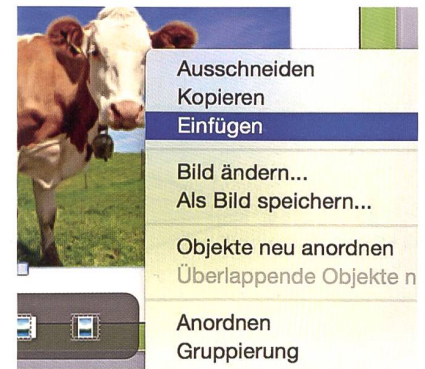 Ausschneiden
Kopieren
Einfügen
Bild ändern...
Als Bild speichern...
Objekte neu anordnen
Überlappende Objekte n
Anordnen
Gruppierung